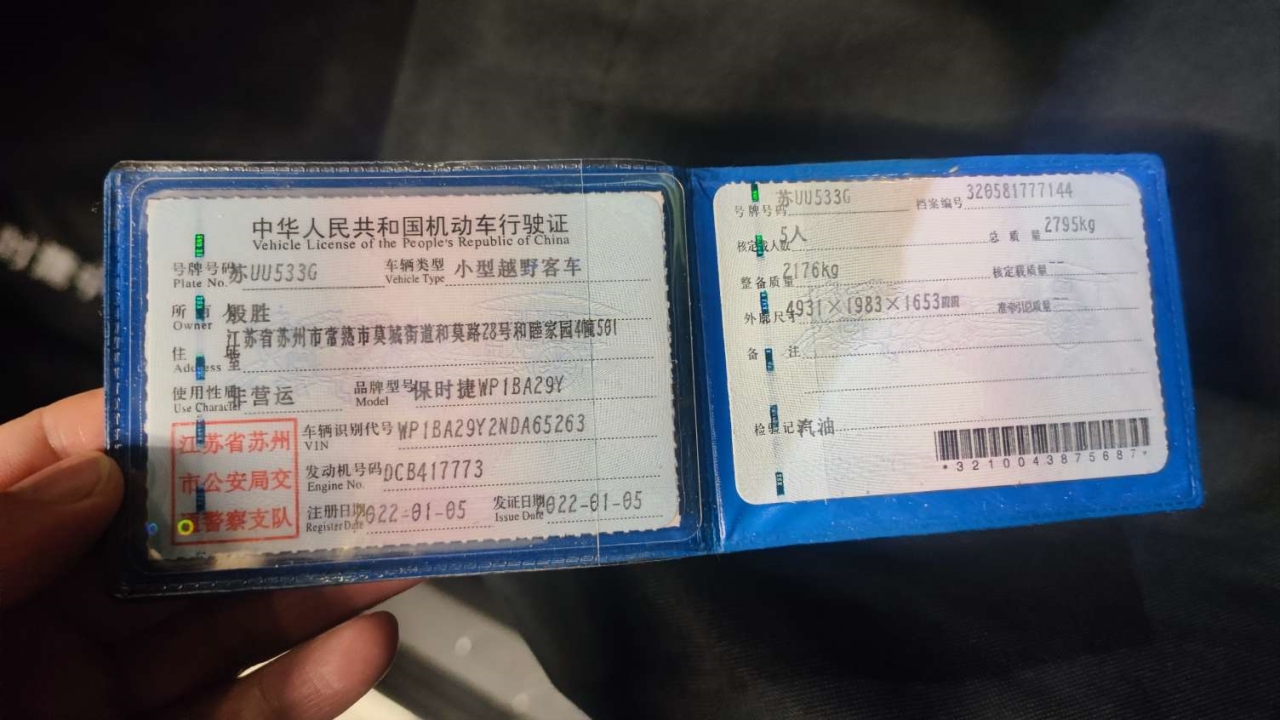 中华人民共和国机动车行驶证
Vehicle License of the People's Republic of China
号牌号码 苏UU533G 车辆类型 小型越野客车
Plate No. Vehicle Type
所有 胜
Owner
江苏省苏州市常熟市莫城街道和莫路28号和睦家园4幢501
住 室
Address
使用性质 非营运 品牌型号 保时捷WP1BA29Y
Use Character Model
江苏省苏州
市公安局交
警察支队
车辆识别代号 WP1BA29Y2NDA65263
VIN
发动机号码 DCB417773
Engine No.
注册日期 2022-01-05 发证日期 2022-01-05
Register Date Issue Date
号牌号码 苏UU533G 档案编号 320581777144
核定载人数 5人 总质量 2795kg
整备质量 2176kg 核定载质量 --
外廓尺寸 4931×1983×1653mm 准牵引总质量 --
备 注
检验记 汽油
*3210043875687*